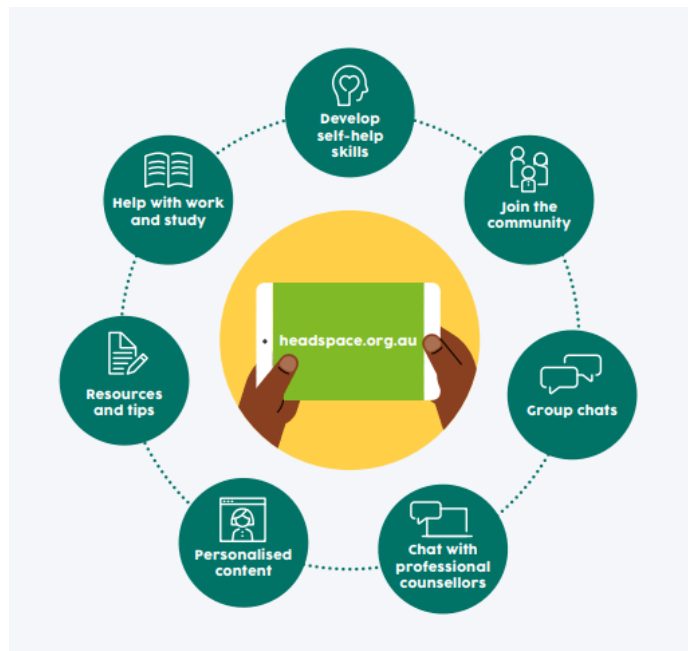 Develop
self-help
skills
Join the
community
Group chats
Chat with
professional
counsellors
Personalised
content
Resources
and tips
Help with work
and study
headspace.org.au